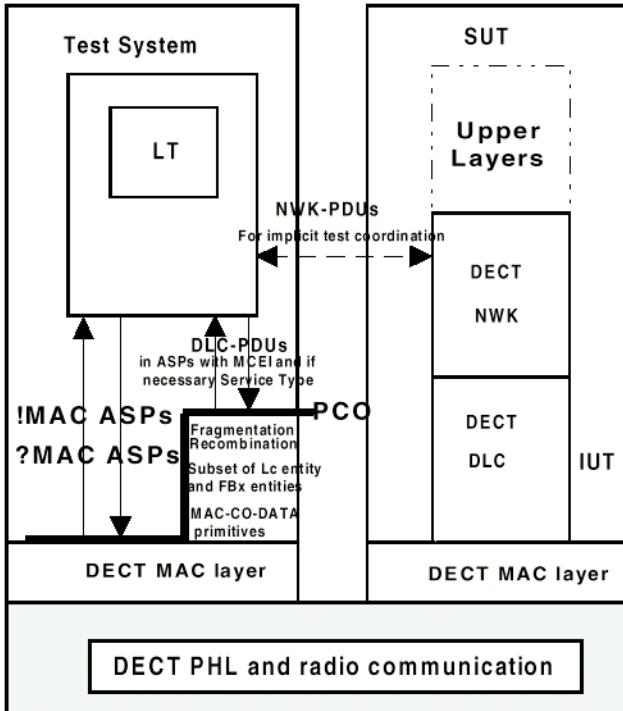 Test System
LT
SUT
Upper
Layers
NWK-PDUs
For implicit test coordination
DECT
NWK
DLC-PDUs
in ASPs with MCEI and if
necessary Service Type
!MAC ASPs
?MAC ASPs
PCO
Fragmentation
Recombination
Subset of Lc entity
and FBx entities
MAC-CO-DATA
primitives
DECT
DLC
IUT
DECT MAC layer
DECT MAC layer
DECT PHL and radio communication